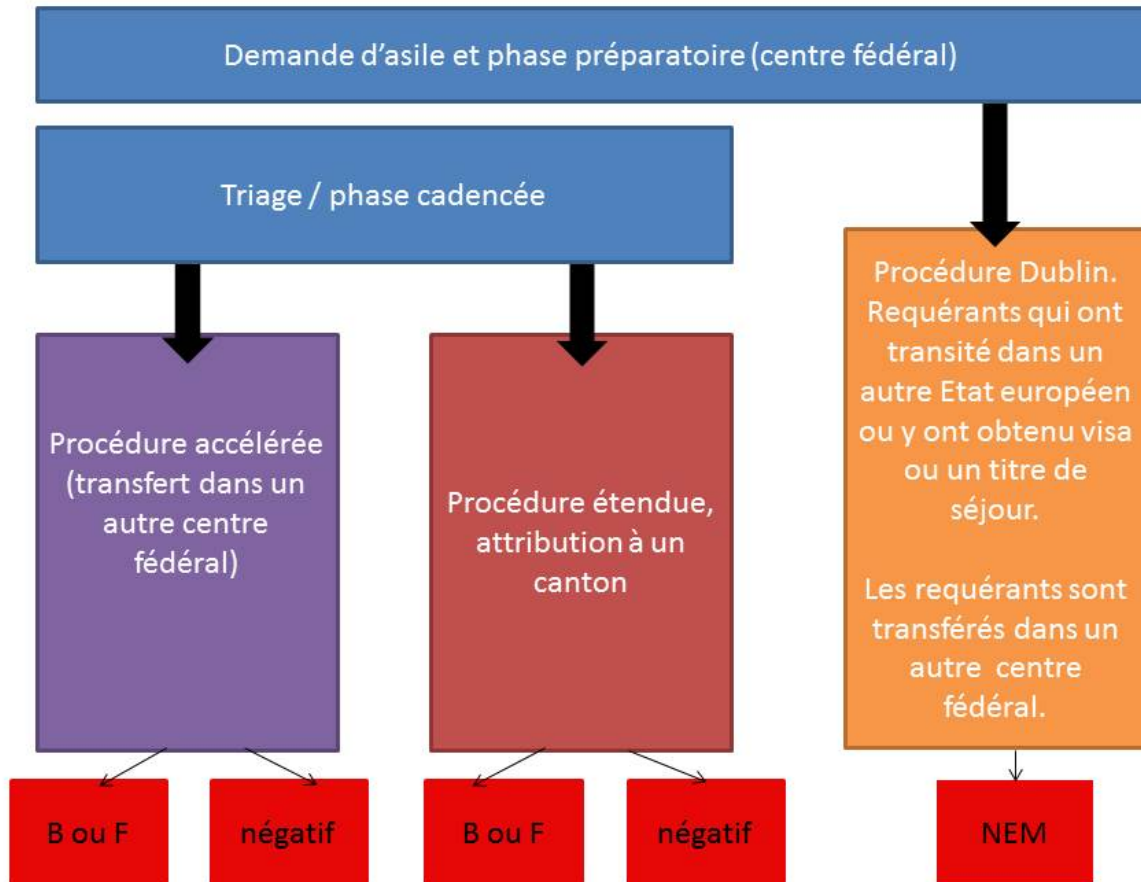 Demande d'asile et phase préparatoire (centre fédéral)
Triage / phase cadencée
Procédure accélérée
(transfert dans un
autre centre
fédéral)
Procédure étendue,
attribution à un
canton
Procédure Dublin.
Requérants qui ont
transité dans un
autre Etat européen
ou y ont obtenu visa
ou un titre de
séjour.
Les requérants sont
transférés dans un
autre centre
fédéral.
B ou F
négatif
B ou F
négatif
NEM